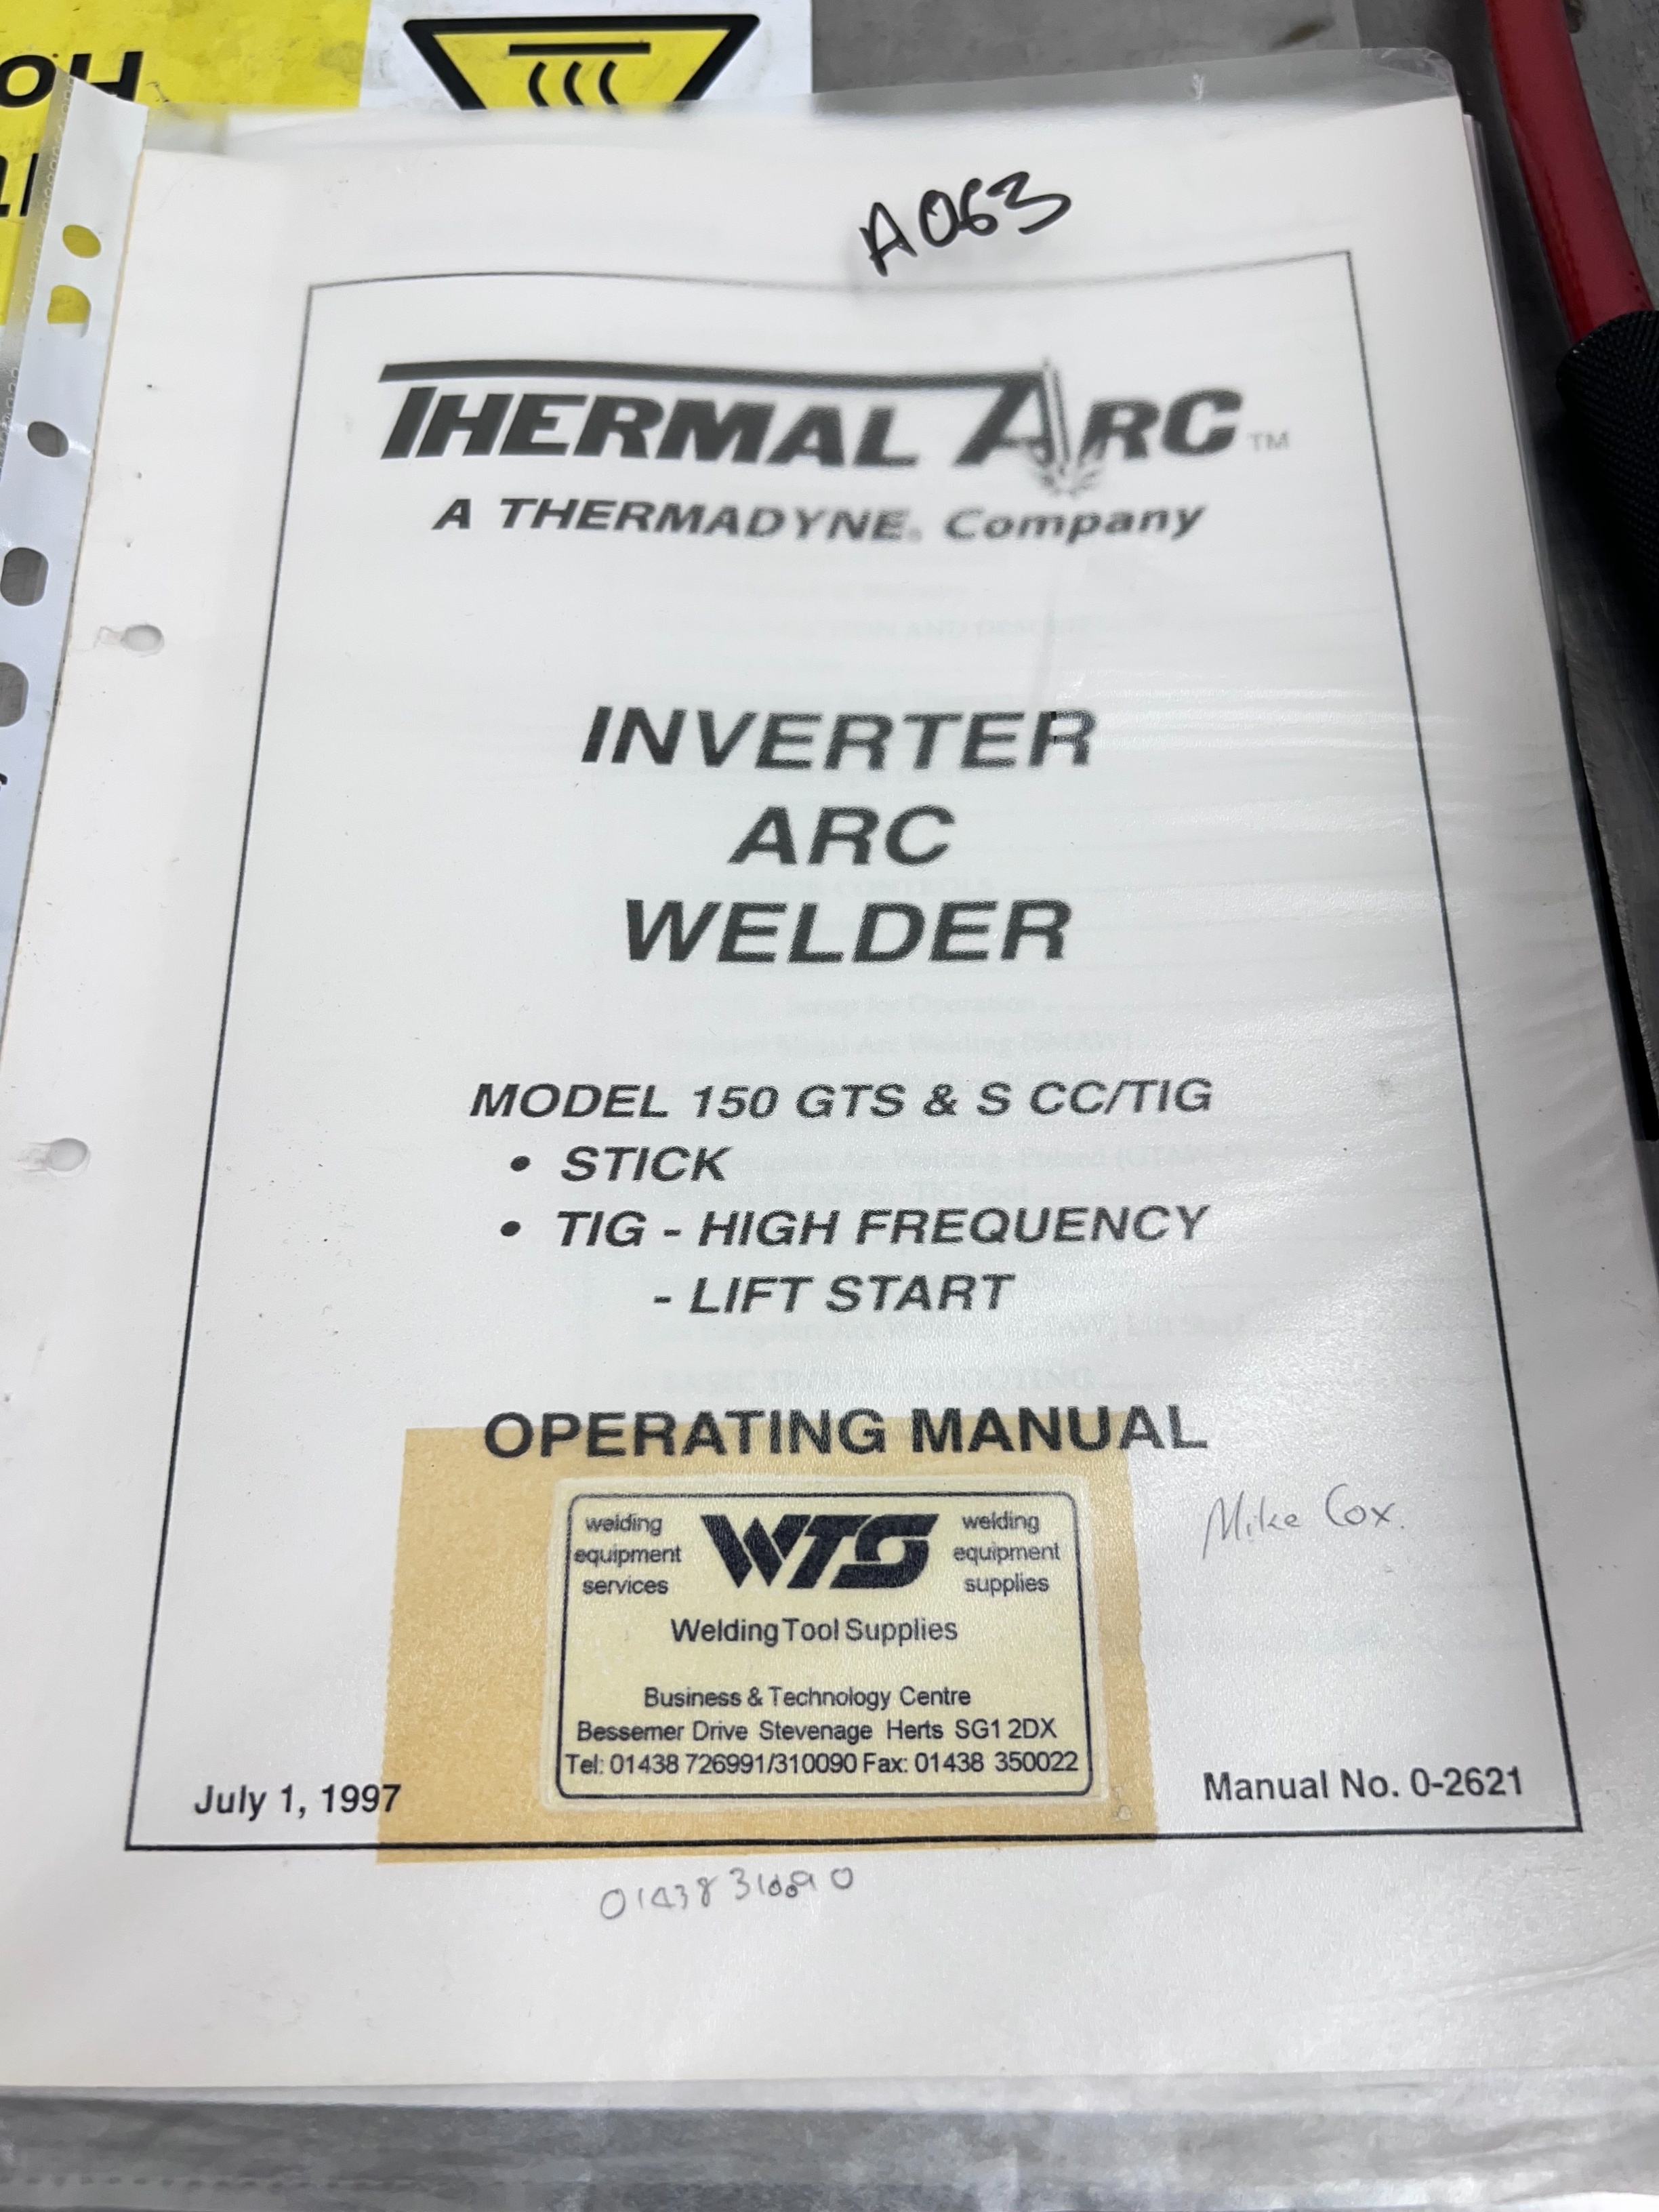 A063
THERMAL ARC™
A THERMADYNE® Company
INVERTER
ARC
WELDER
MODEL 150 GTS & S CC/TIG
• STICK
• TIG - HIGH FREQUENCY
- LIFT START
OPERATING MANUAL
welding equipment services
WTS
welding equipment supplies
Welding Tool Supplies
Business & Technology Centre
Bessemer Drive Stevenage Herts SG1 2DX
Tel: 01438 726991/310090 Fax: 01438 350022
Mike Cox.
July 1, 1997
Manual No. 0-2621
01438 310090